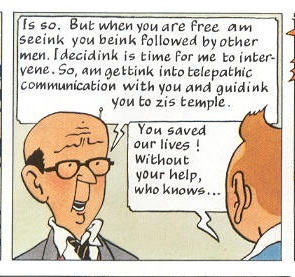 Is so. But when you are free am
seeink you beink followed by other
men. I decidink is time for me to inter-
vene. So, am gettink into telepathic
communication with you and guidink
you to zis temple.
You saved
our lives!
Without
your help,
who knows...